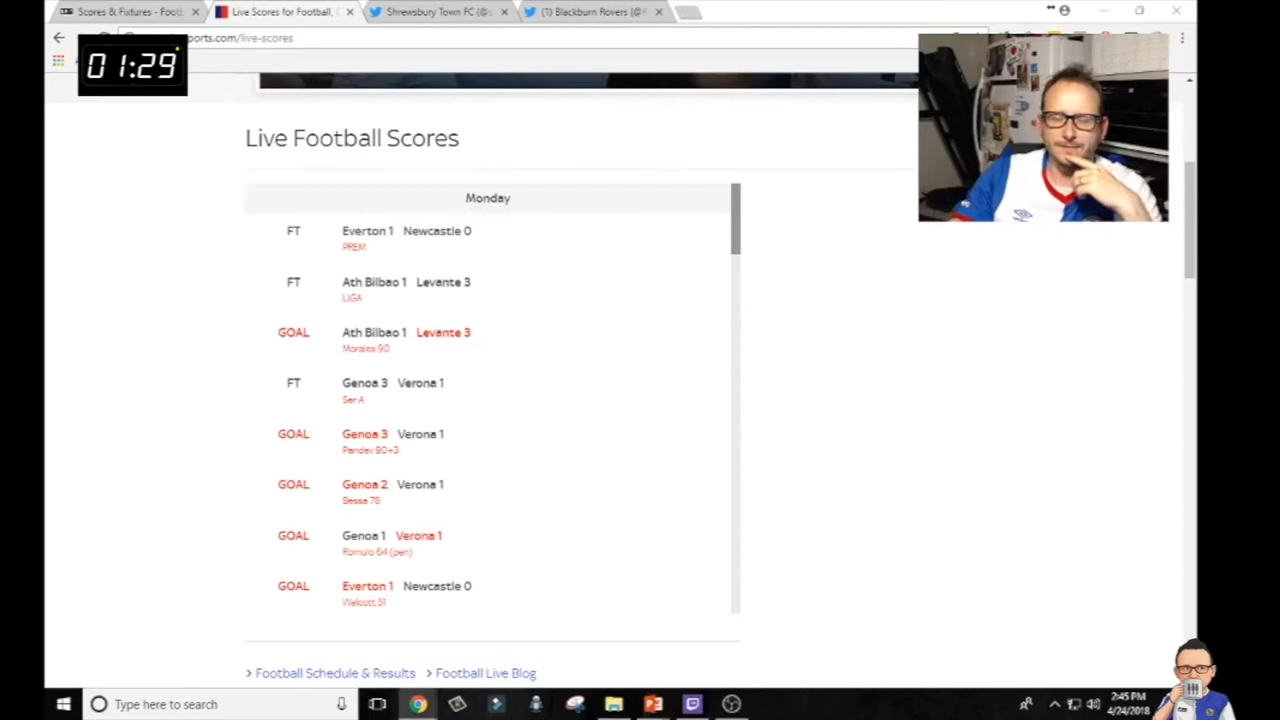 Scores & Fixtures - Footb
Live Scores for Football,
Shrewsbury Town FC (@s
(1) Blackburn Rovers (@R
ports.com/live-scores
01:29
Live Football Scores
Monday
FT Everton 1 Newcastle 0
PREM
FT Ath Bilbao 1 Levante 3
LIGA
GOAL Ath Bilbao 1 Levante 3
Morales 90
FT Genoa 3 Verona 1
Ser A
GOAL Genoa 3 Verona 1
Pandev 90+3
GOAL Genoa 2 Verona 1
Bessa 78
GOAL Genoa 1 Verona 1
Romulo 64 (pen)
GOAL Everton 1 Newcastle 0
Walcott 51
> Football Schedule & Results > Football Live Blog
Type here to search
2:45 PM
4/24/2018